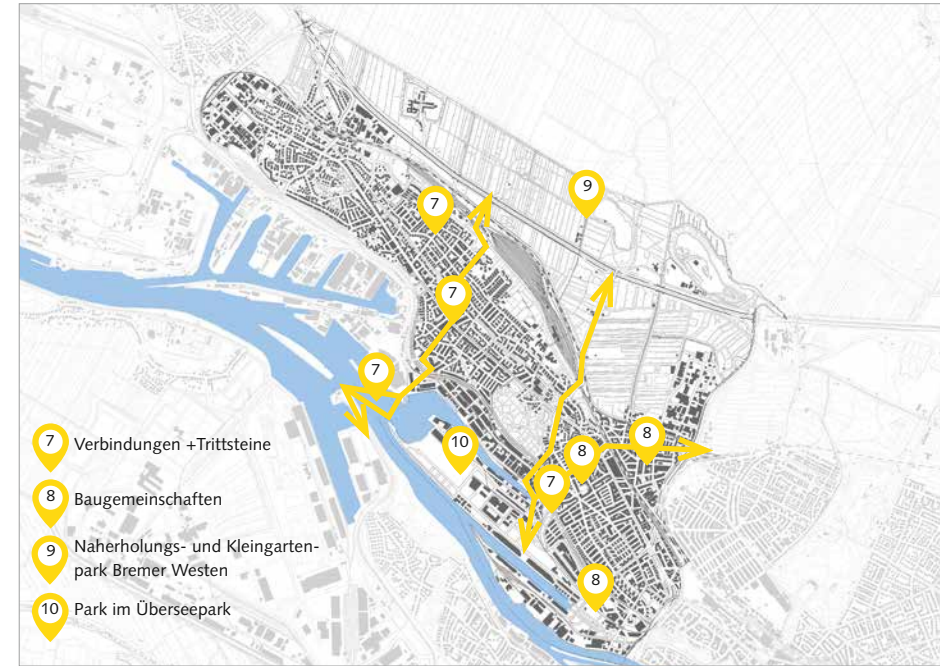 7
9
7
7
10
8
8
7
8
7 Verbindungen +Trittsteine
8 Baugemeinschaften
9 Naherholungs- und Kleingarten-
park Bremer Westen
10 Park im Überseepark